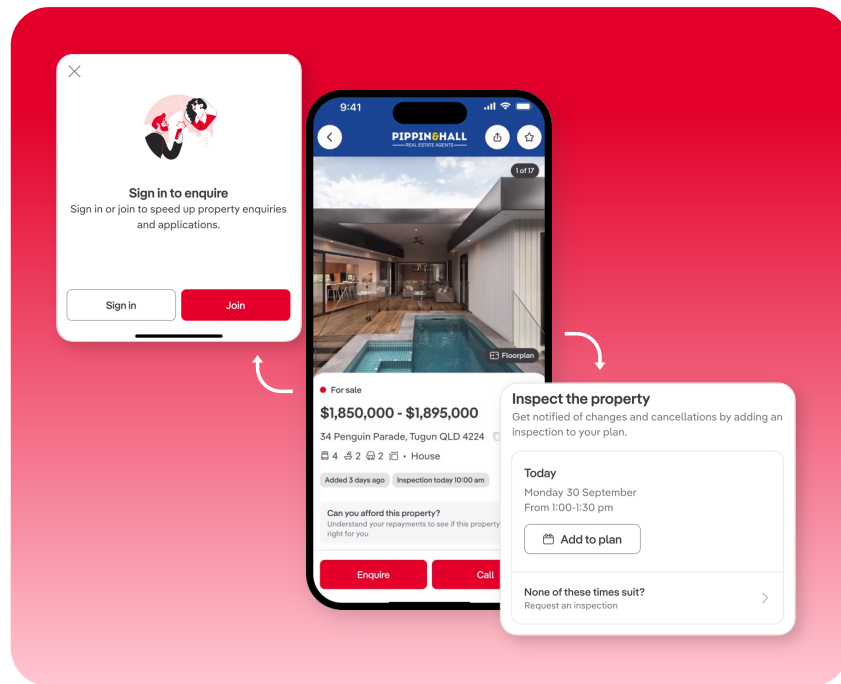 Sign in to enquire
Sign in or join to speed up property enquiries
and applications.
Sign in
Join
9:41
PIPPIN&HALL
REAL ESTATE AGENTS
1 of 17
Floorplan
For sale
$1,850,000 - $1,895,000
34 Penguin Parade, Tugun QLD 4224
4 2 2 • House
Added 3 days ago
Inspection today 10:00 am
Can you afford this property?
Understand your repayments to see if this property
right for you
Enquire
Call
Inspect the property
Get notified of changes and cancellations by adding an
inspection to your plan.
Today
Monday 30 September
From 1:00-1:30 pm
Add to plan
None of these times suit?
Request an inspection